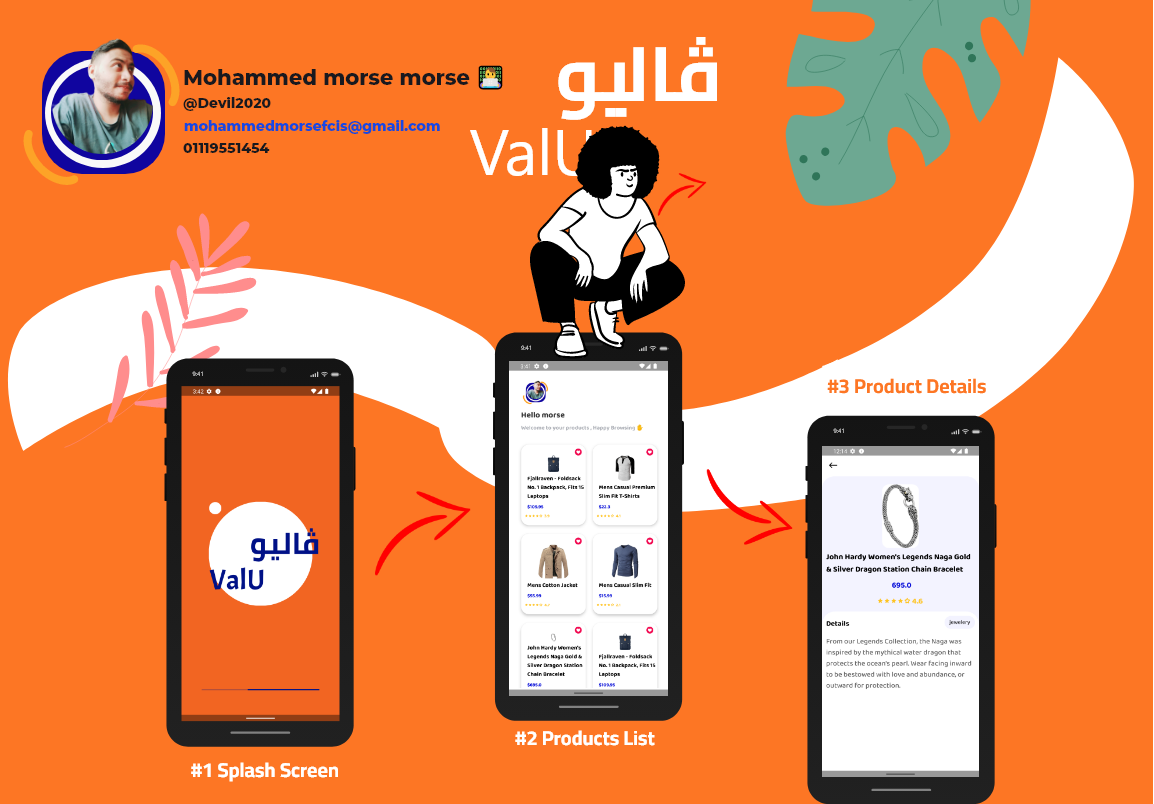 Mohammed morse morse
@Devil2020
mohammedmorsefcis@gmail.com
01119551454
ڤاليو
ValU
9:41
3:42
ڤاليو
ValU
#1 Splash Screen
9:41
3:41
Hello morse
Welcome to your products , Happy Browsing
Fjallraven - Foldsack
No. 1 Backpack, Fits 15
Laptops
$109.95
Mens Casual Premium
Slim Fit T-Shirts
$22.3
Mens Cotton Jacket
$55.99
Mens Casual Slim Fit
$15.99
John Hardy Women's
Legends Naga Gold &
Silver Dragon Station
Chain Bracelet
$695.0
Fjallraven - Foldsack
No. 1 Backpack, Fits 15
Laptops
$109.95
#2 Products List
#3 Product Details
9:41
12:14
John Hardy Women's Legends Naga Gold
& Silver Dragon Station Chain Bracelet
695.0
4.6
Details
jewelery
From our Legends Collection, the Naga was
inspired by the mythical water dragon that
protects the ocean's pearl. Wear facing inward
to be bestowed with love and abundance, or
outward for protection.